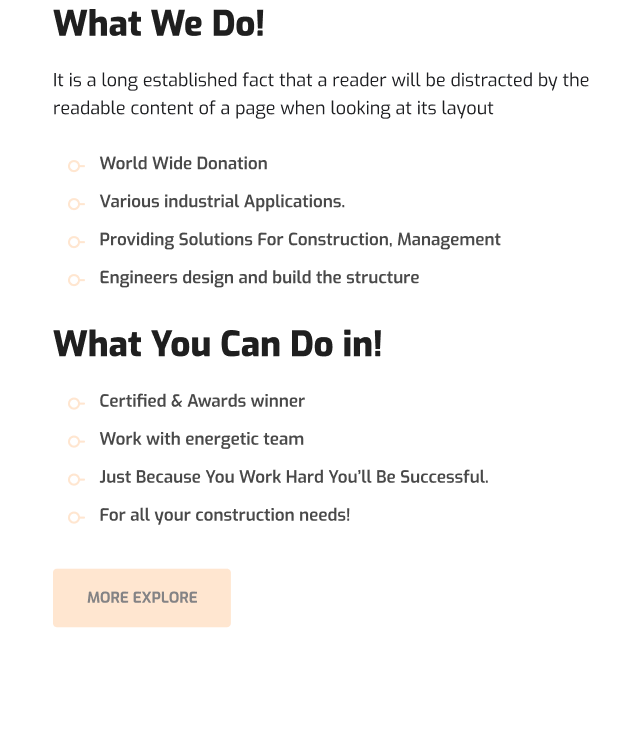 What We Do!
It is a long established fact that a reader will be distracted by the
readable content of a page when looking at its layout
World Wide Donation
Various industrial Applications.
Providing Solutions For Construction, Management
Engineers design and build the structure
What You Can Do in!
Certified & Awards winner
Work with energetic team
Just Because You Work Hard You'll Be Successful.
For all your construction needs!
MORE EXPLORE